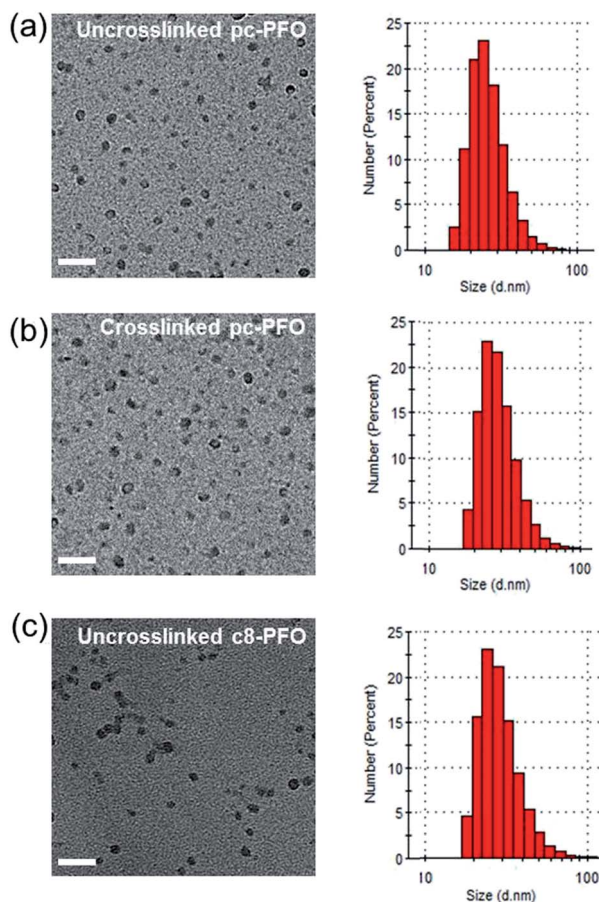 (a)
Uncrosslinked pc-PFO
Number (Percent)
25
20
15
10
5
0
10
100
Size (d.nm)
(b)
Crosslinked pc-PFO
Number (Percent)
25
20
15
10
5
0
10
100
Size (d.nm)
(c)
Uncrosslinked c8-PFO
Number (Percent)
25
20
15
10
5
0
10
100
Size (d.nm)